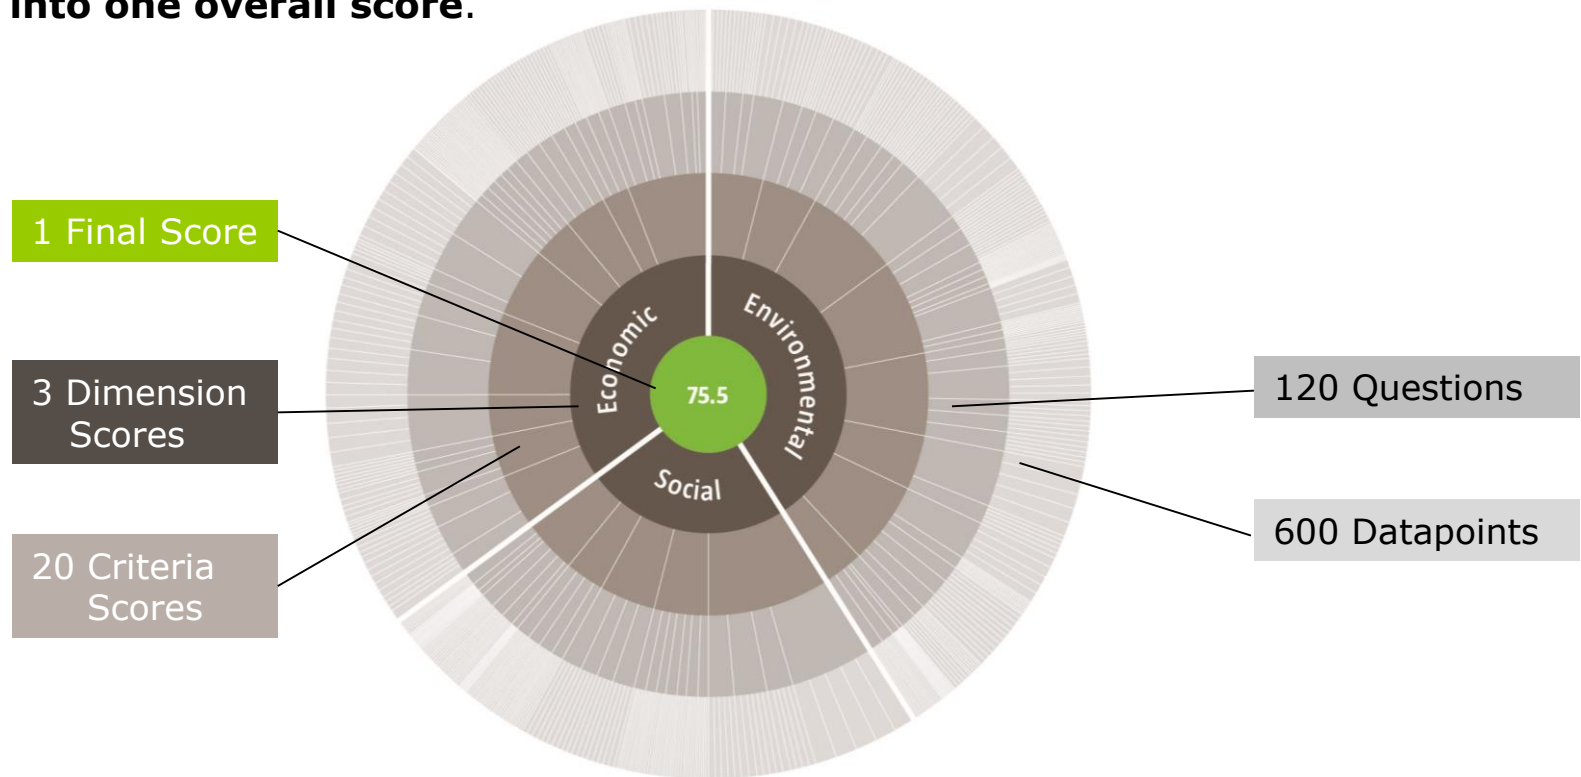 into one overall score.
1 Final Score
3 Dimension
Scores
20 Criteria
Scores
Economic
Environmental
Social
75.5
120 Questions
600 Datapoints